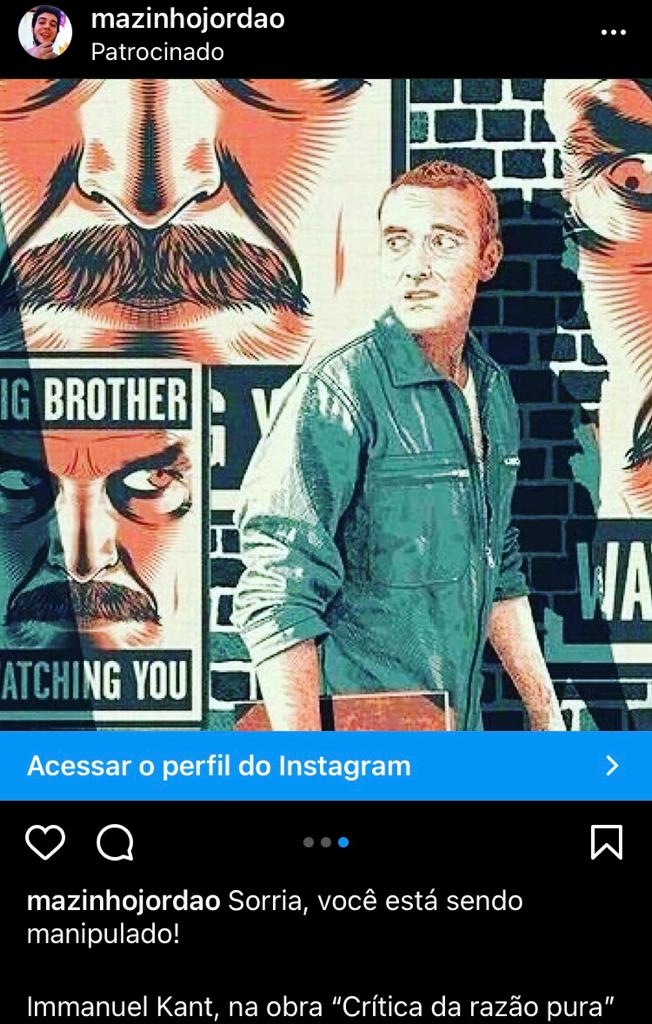 mazinhojordao
Patrocinado
IG BROTHER
G
ATCHING YOU
WA
Acessar o perfil do Instagram
mazinhojordao Sorria, você está sendo
manipulado!
Immanuel Kant, na obra “Crítica da razão pura”